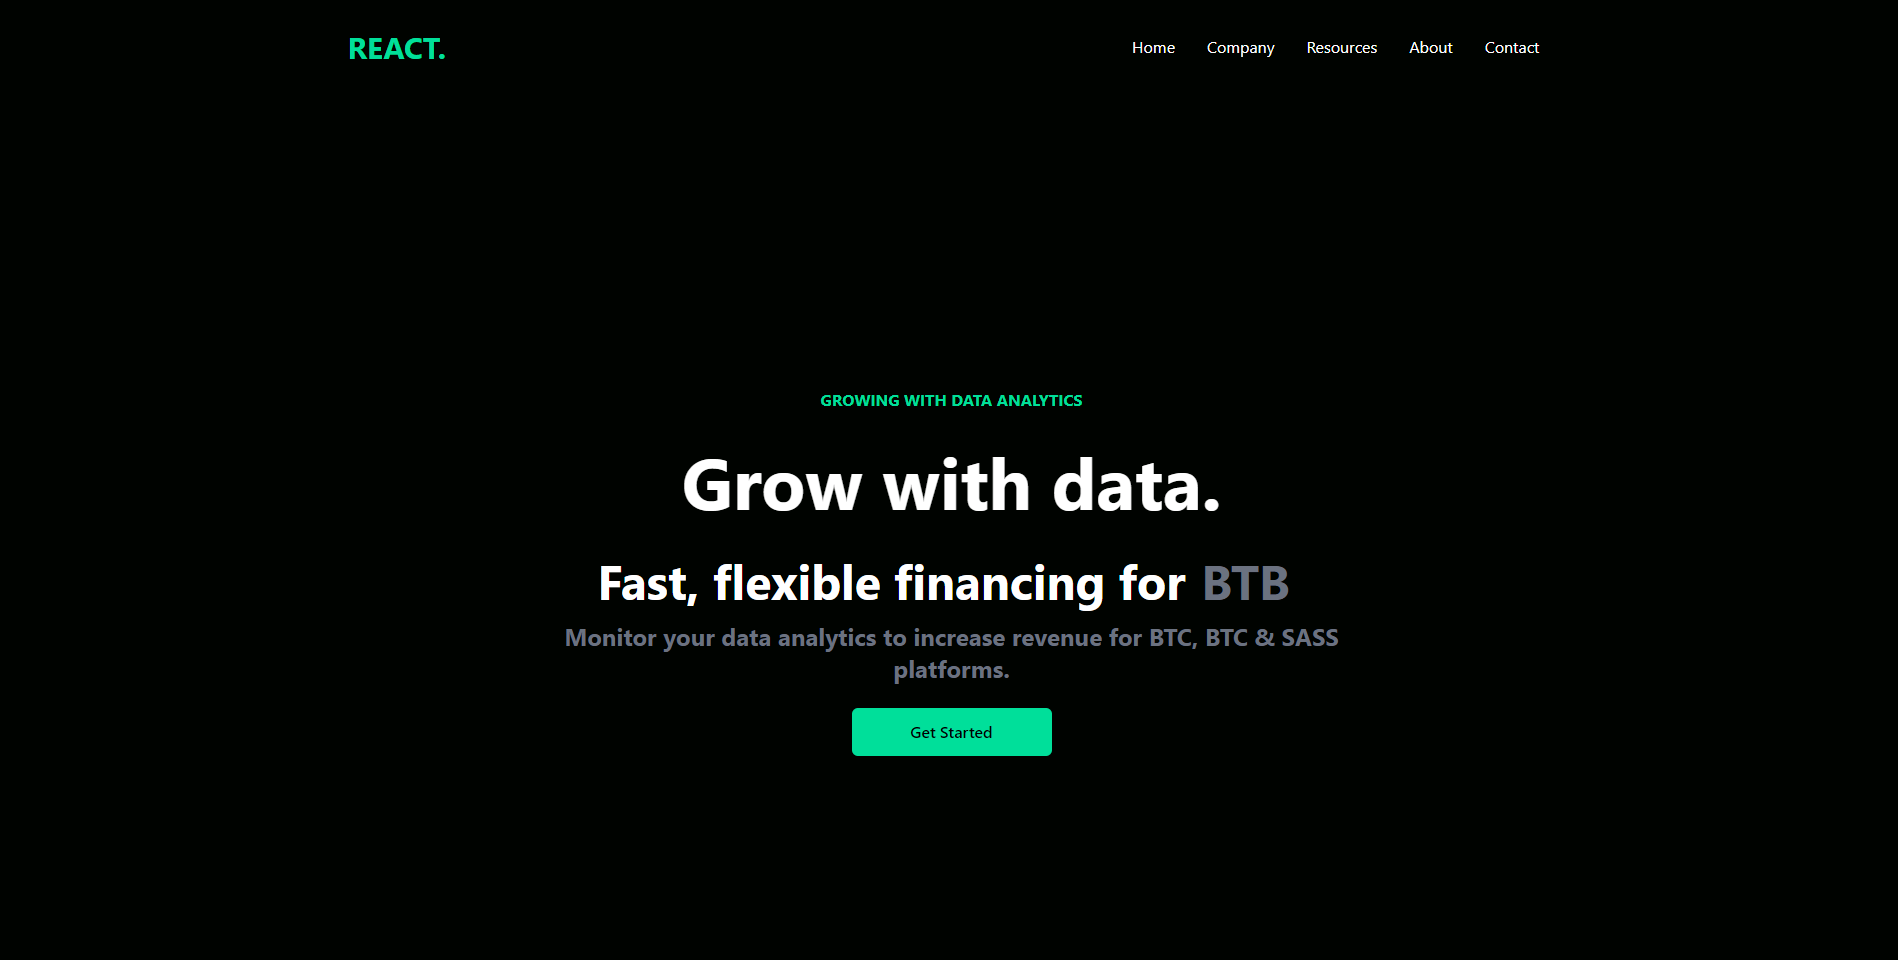 REACT.
Home Company Resources About Contact
GROWING WITH DATA ANALYTICS
Grow with data.
Fast, flexible financing for BTB
Monitor your data analytics to increase revenue for BTC, BTC & SASS
platforms.
Get Started